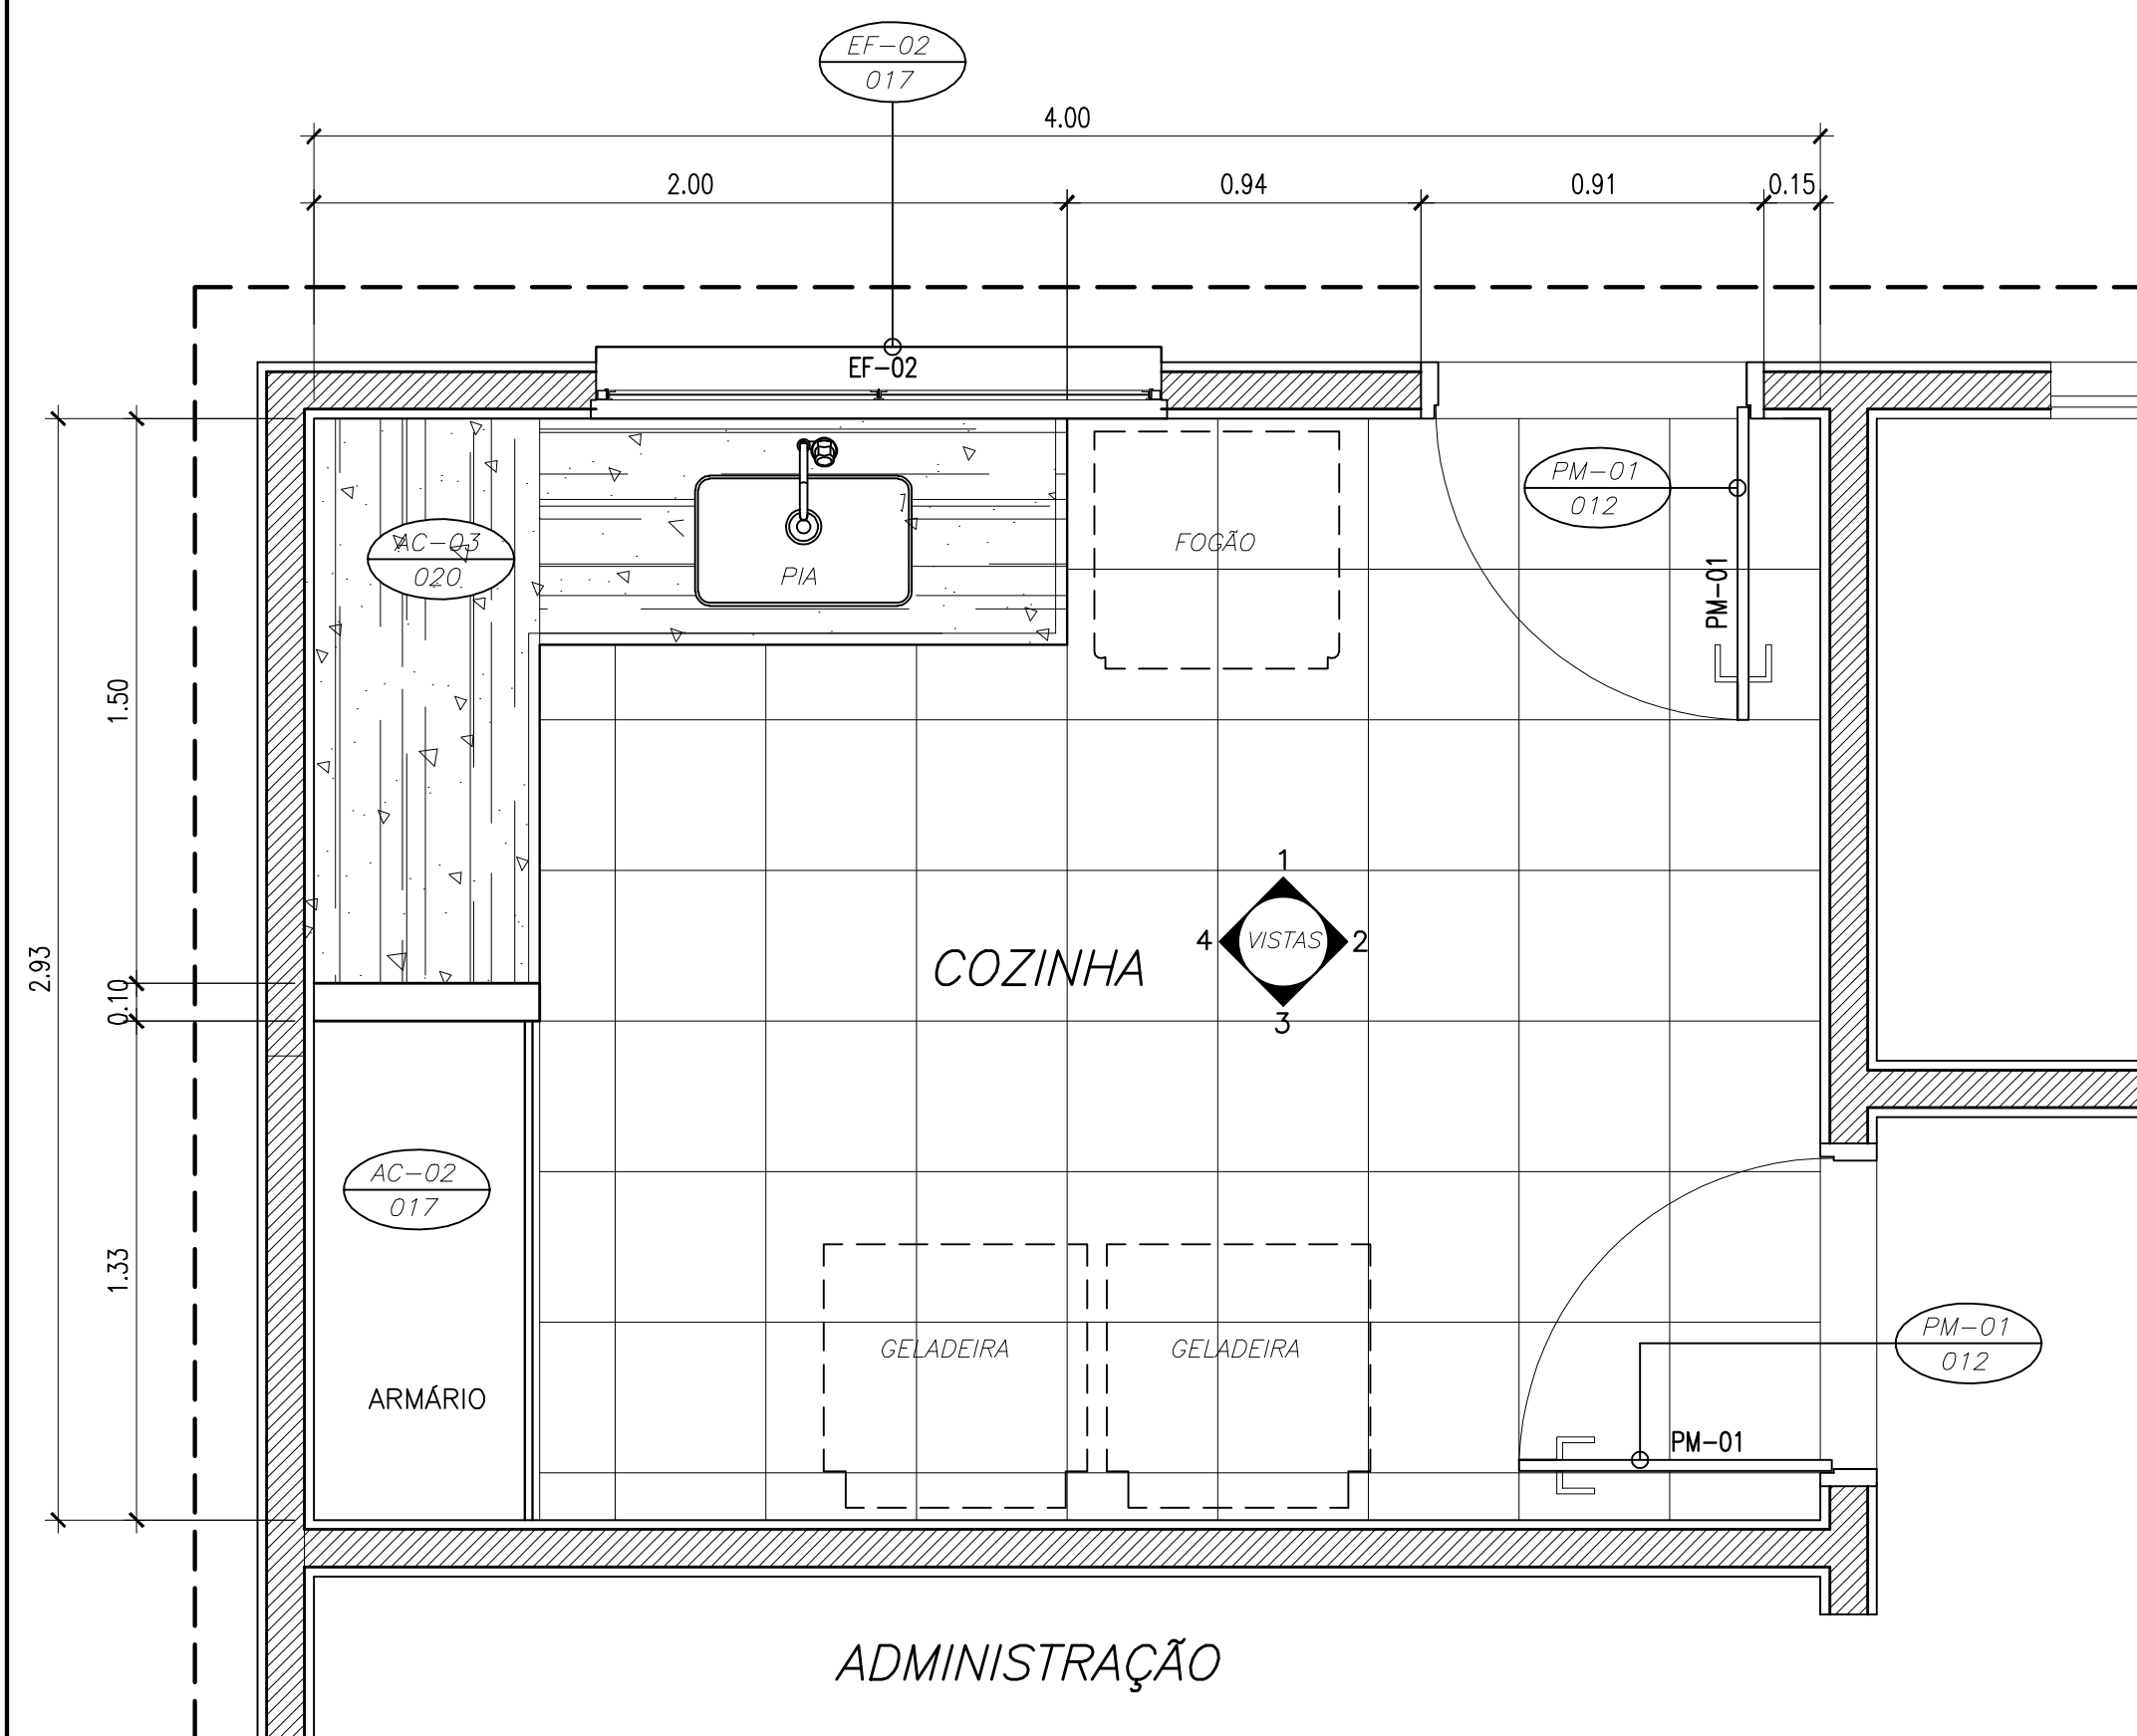 EF-02
017
4.00
2.00
0.94
0.91
0.15
EF-02
PM-01
012
FOGÃO
AC-03
020
PIA
PM-01
1.50
1
COZINHA
4
VISTAS
2
2.93
0.10
3
AC-02
017
1.33
GELADEIRA
GELADEIRA
PM-01
012
ARMÁRIO
PM-01
ADMINISTRAÇÃO